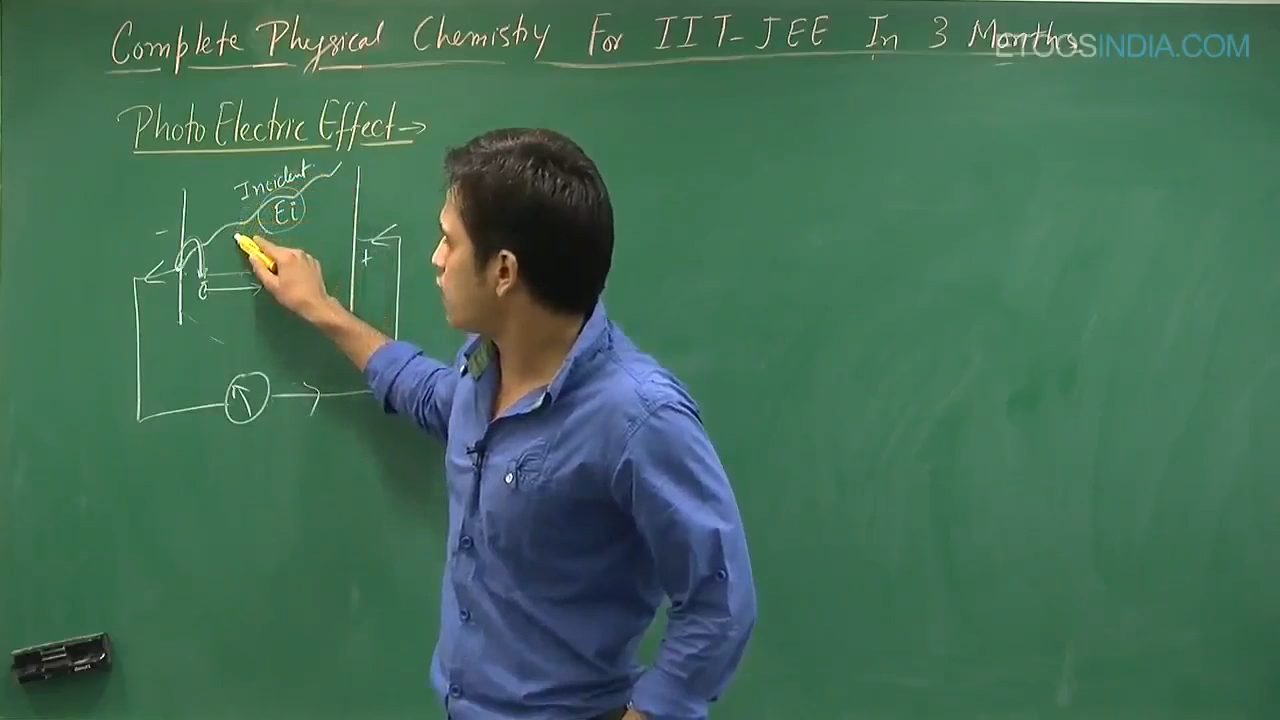 Complete Physical Chemistry For IIT-JEE In 3 Months
ETOOSINDIA.COM
Photo Electric Effect→
Incident
Ei
-
+
e